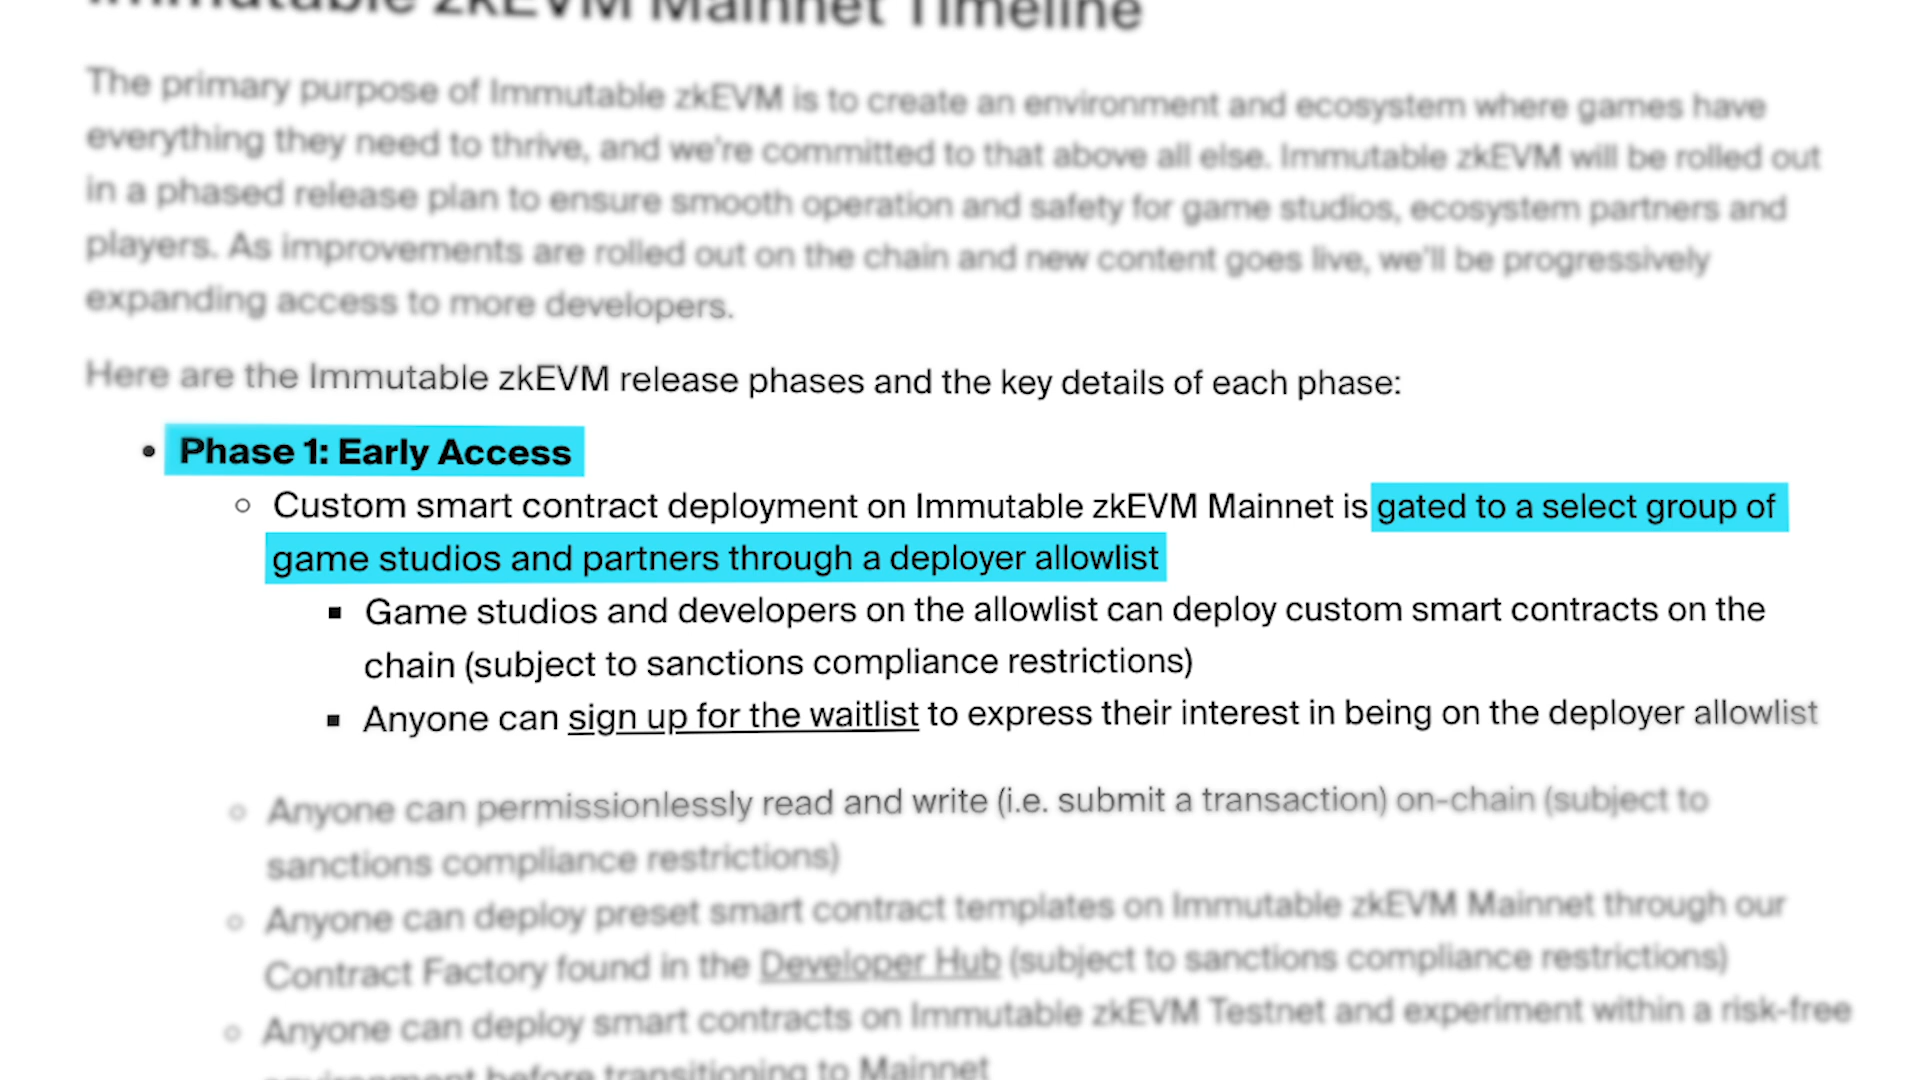 Immutable zkEVM Mainnet Timeline
The primary purpose of Immutable zkEVM is to create an environment and ecosystem where games have
everything they need to thrive, and we're committed to that above all else. Immutable zkEVM will be rolled out
in a phased release plan to ensure smooth operation and safety for game studios, ecosystem partners and
players. As improvements are rolled out on the chain and new content goes live, we'll be progressively
expanding access to more developers.
Here are the Immutable zkEVM release phases and the key details of each phase:
• Phase 1: Early Access
○ Custom smart contract deployment on Immutable zkEVM Mainnet is gated to a select group of
game studios and partners through a deployer allowlist
▪ Game studios and developers on the allowlist can deploy custom smart contracts on the
chain (subject to sanctions compliance restrictions)
▪ Anyone can sign up for the waitlist to express their interest in being on the deployer allowlist
○ Anyone can permissionlessly read and write (i.e. submit a transaction) on-chain (subject to
sanctions compliance restrictions)
○ Anyone can deploy preset smart contract templates on Immutable zkEVM Mainnet through our
Contract Factory found in the Developer Hub (subject to sanctions compliance restrictions)
○ Anyone can deploy smart contracts on Immutable zkEVM Testnet and experiment within a risk-free
environment before transitioning to Mainnet